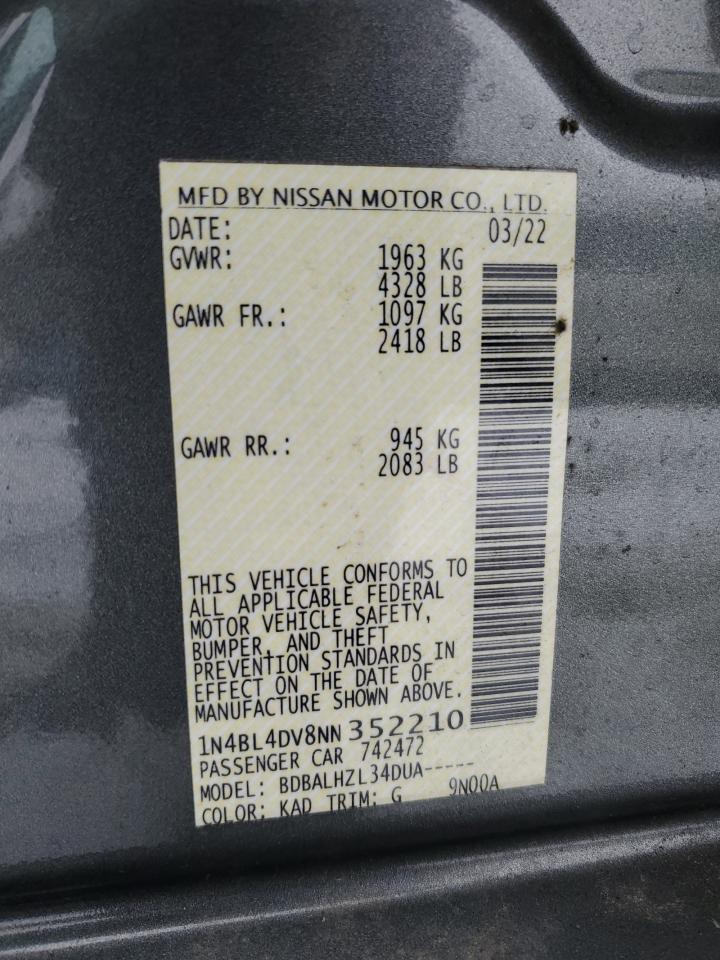 MFD BY NISSAN MOTOR CO., LTD.
DATE: 03/22
GVWR: 1963 KG
4328 LB
GAWR FR.: 1097 KG
2418 LB
GAWR RR.: 945 KG
2083 LB
THIS VEHICLE CONFORMS TO
ALL APPLICABLE FEDERAL
MOTOR VEHICLE SAFETY,
BUMPER, AND THEFT
PREVENTION STANDARDS IN
EFFECT ON THE DATE OF
MANUFACTURE SHOWN ABOVE.
1N4BL4DV8NN 352210
PASSENGER CAR 742472
MODEL: BDBALHZL34DUA-----
COLOR: KAD TRIM: G 9N00A